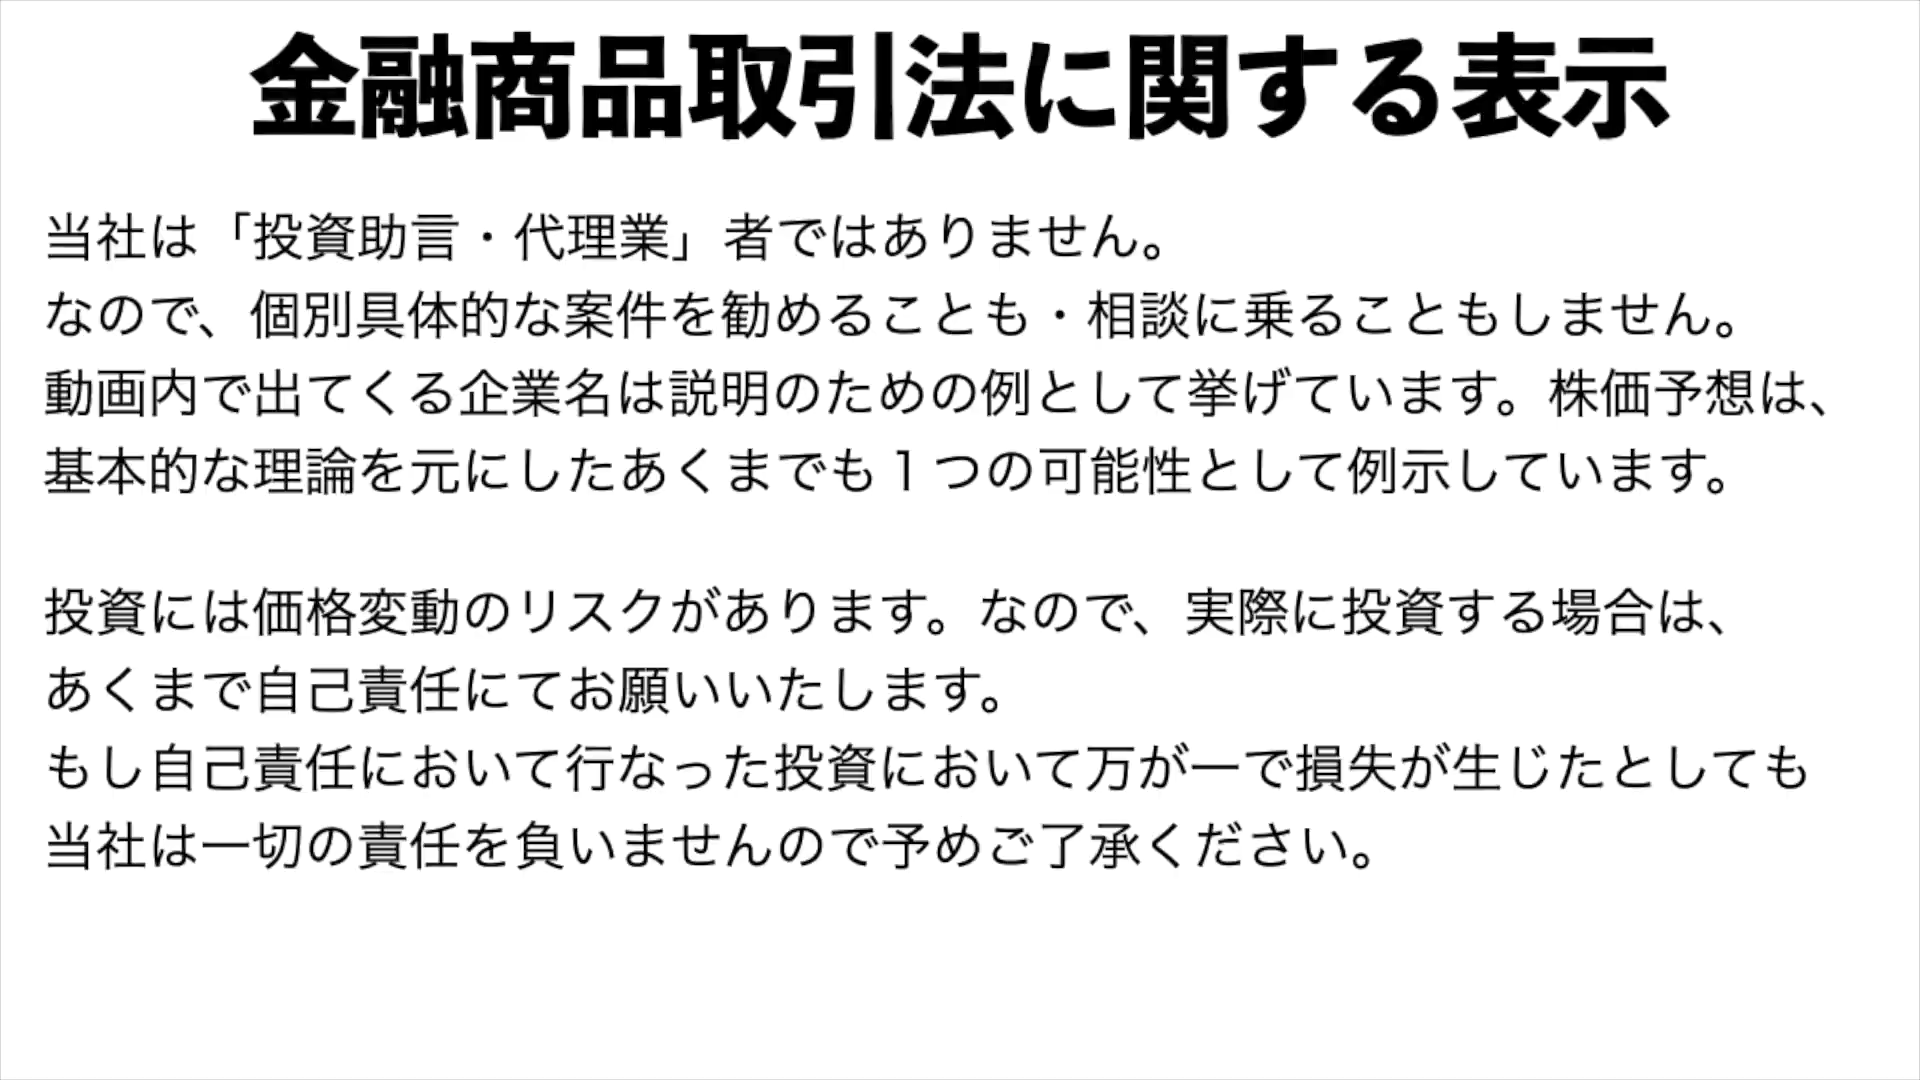 金融商品取引法に関する表示
当社は「投資助言・代理業」者ではありません。
なので、個別具体的な案件を勧めることも・相談に乗ることもしません。
動画内で出てくる企業名は説明のための例として挙げています。株価予想は、
基本的な理論を元にしたあくまでも1つの可能性として例示しています。
投資には価格変動のリスクがあります。なので、実際に投資する場合は、
あくまで自己責任にてお願いいたします。
もし自己責任において行なった投資において万が一で損失が生じたとしても
当社は一切の責任を負いませんので予めご了承ください。